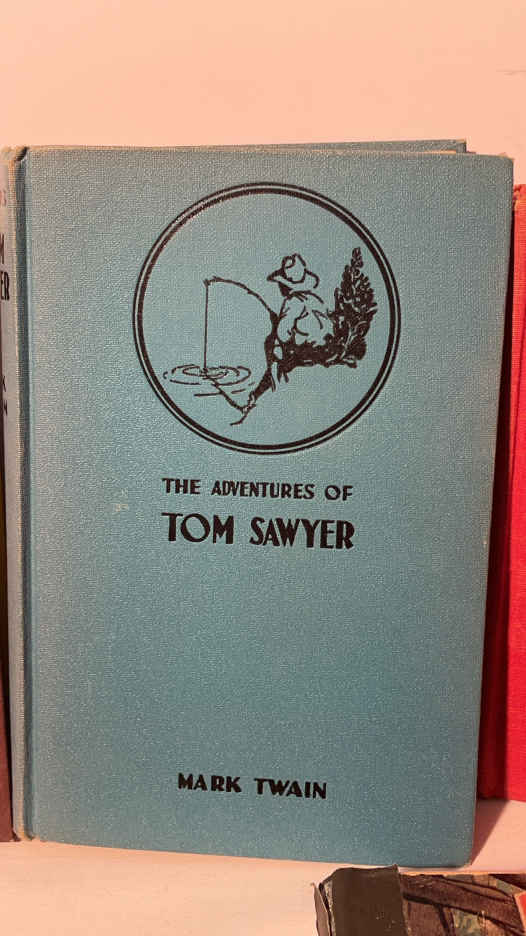 THE ADVENTURES OF
TOM SAWYER
MARK TWAIN